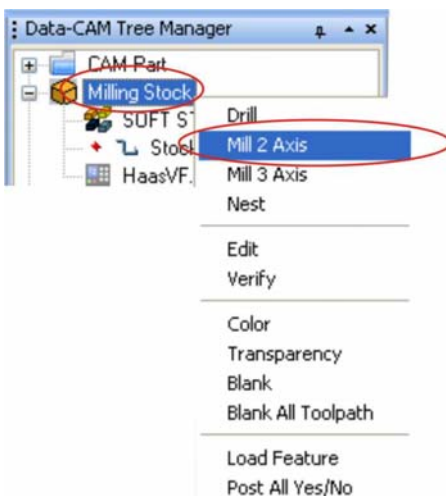 Data-CAM Tree Manager
CAM Part
Milling Stock
SOFT
Stock
HaasVF.
Drill
Mill 2 Axis
Mill 3 Axis
Nest
Edit
Verify
Color
Transparency
Blank
Blank All Toolpath
Load Feature
Post All Yes/No